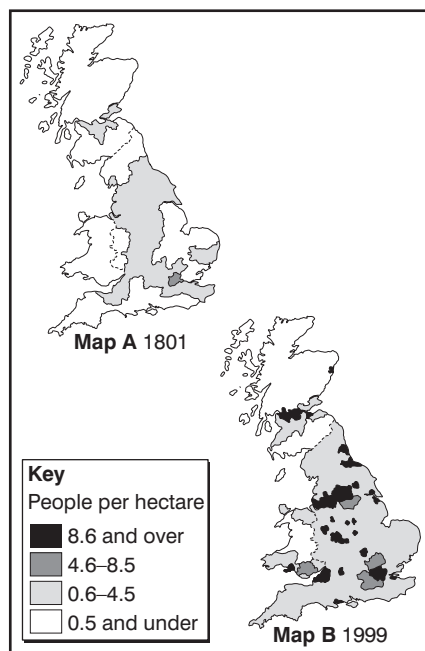 Map A 1801
Key
People per hectare
8.6 and over
4.6–8.5
0.6–4.5
0.5 and under
Map B 1999